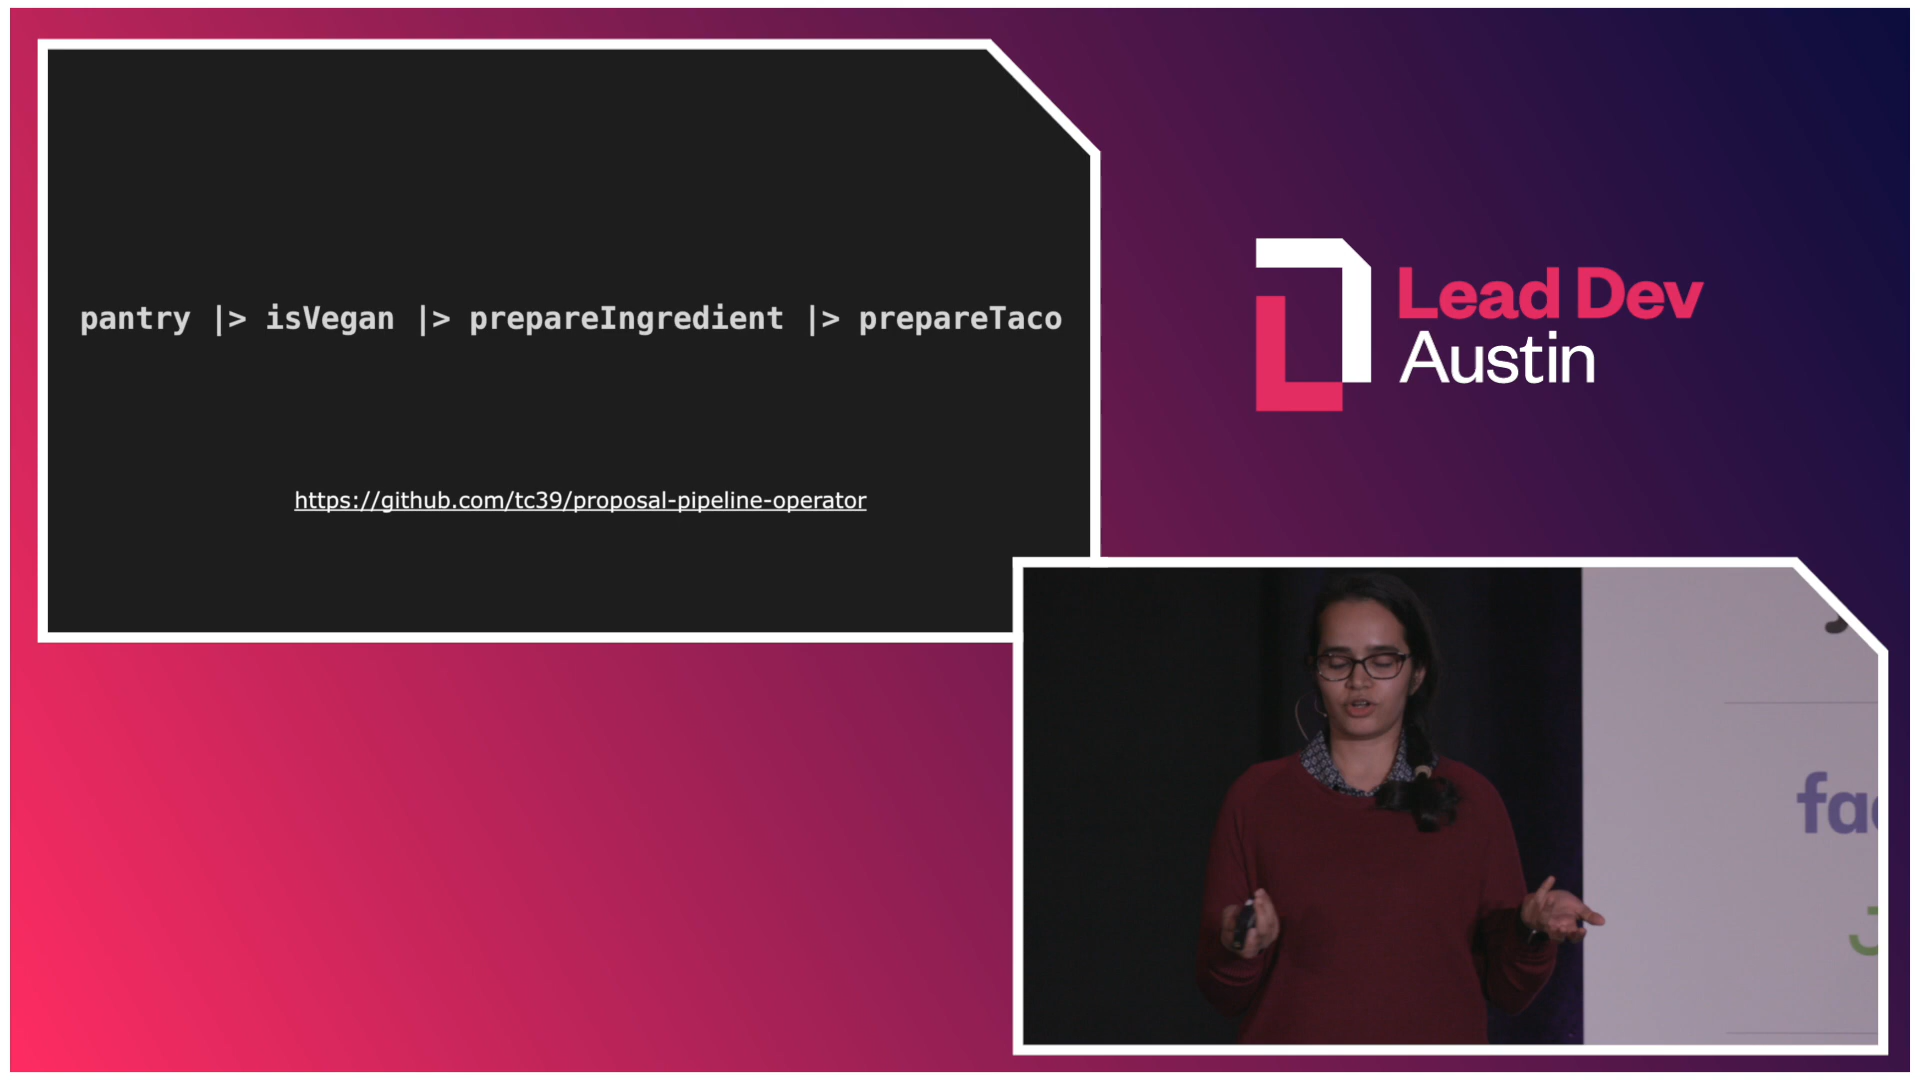 pantry |> isVegan |> prepareIngredient |> prepareTaco
https://github.com/tc39/proposal-pipeline-operator
Lead Dev
Austin